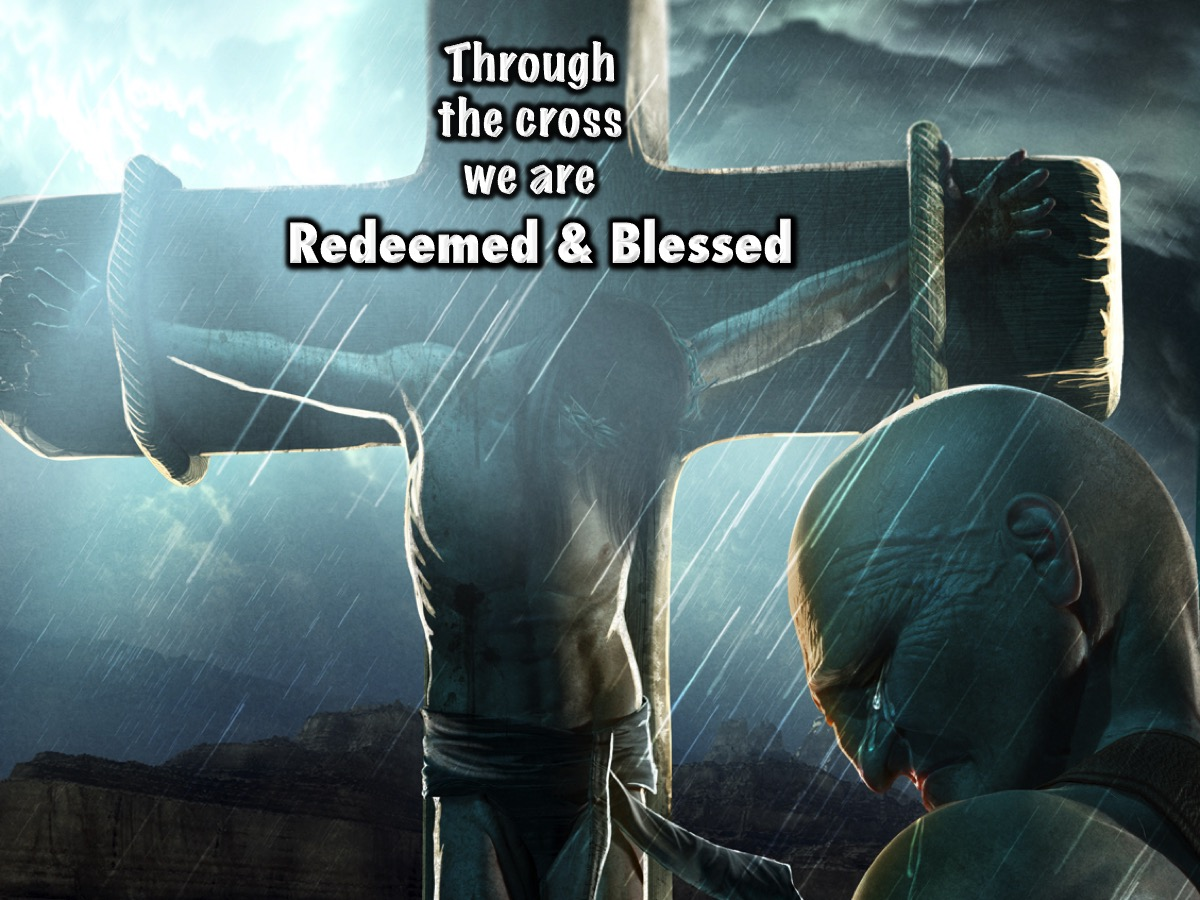 Through
the cross
we are
Redeemed & Blessed